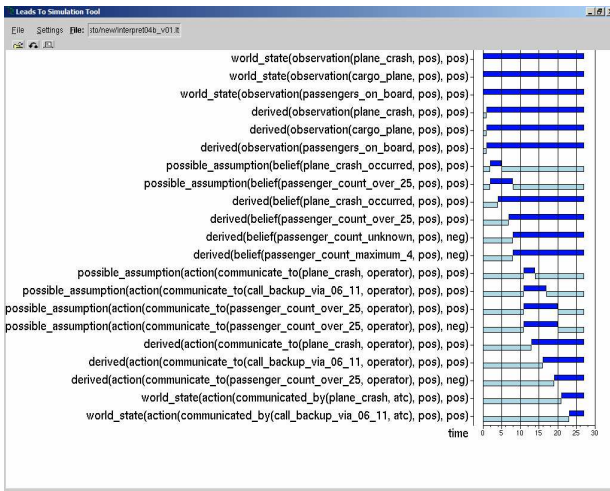 Leads To Simulation Tool
File Settings File: sto/new/interpret04b_v01.lt
world_state(observation(plane_crash, pos), pos)
world_state(observation(cargo_plane, pos), pos)
world_state(observation(passengers_on_board, pos), pos)
derived(observation(plane_crash, pos), pos)
derived(observation(cargo_plane, pos), pos)
derived(observation(passengers_on_board, pos), pos)
possible_assumption(belief(plane_crash_occurred, pos), pos)
possible_assumption(belief(passenger_count_over_25, pos), pos)
derived(belief(plane_crash_occurred, pos), pos)
derived(belief(passenger_count_over_25, pos), pos)
derived(belief(passenger_count_unknown, pos), neg)
derived(belief(passenger_count_maximum_4, pos), neg)
possible_assumption(action(communicate_to(plane_crash, operator), pos), pos)
possible_assumption(action(communicate_to(call_backup_via_06_11, operator), pos), pos)
possible_assumption(action(communicate_to(passenger_count_over_25, operator), pos), pos)
possible_assumption(action(communicate_to(passenger_count_over_25, operator), pos), neg)
derived(action(communicate_to(plane_crash, operator), pos), pos)
derived(action(communicate_to(call_backup_via_06_11, operator), pos), pos)
derived(action(communicate_to(passenger_count_over_25, operator), pos), neg)
world_state(action(communicated_by(plane_crash, atc), pos), pos)
world_state(action(communicated_by(call_backup_via_06_11, atc), pos), pos)
time 0 5 10 15 20 25 30